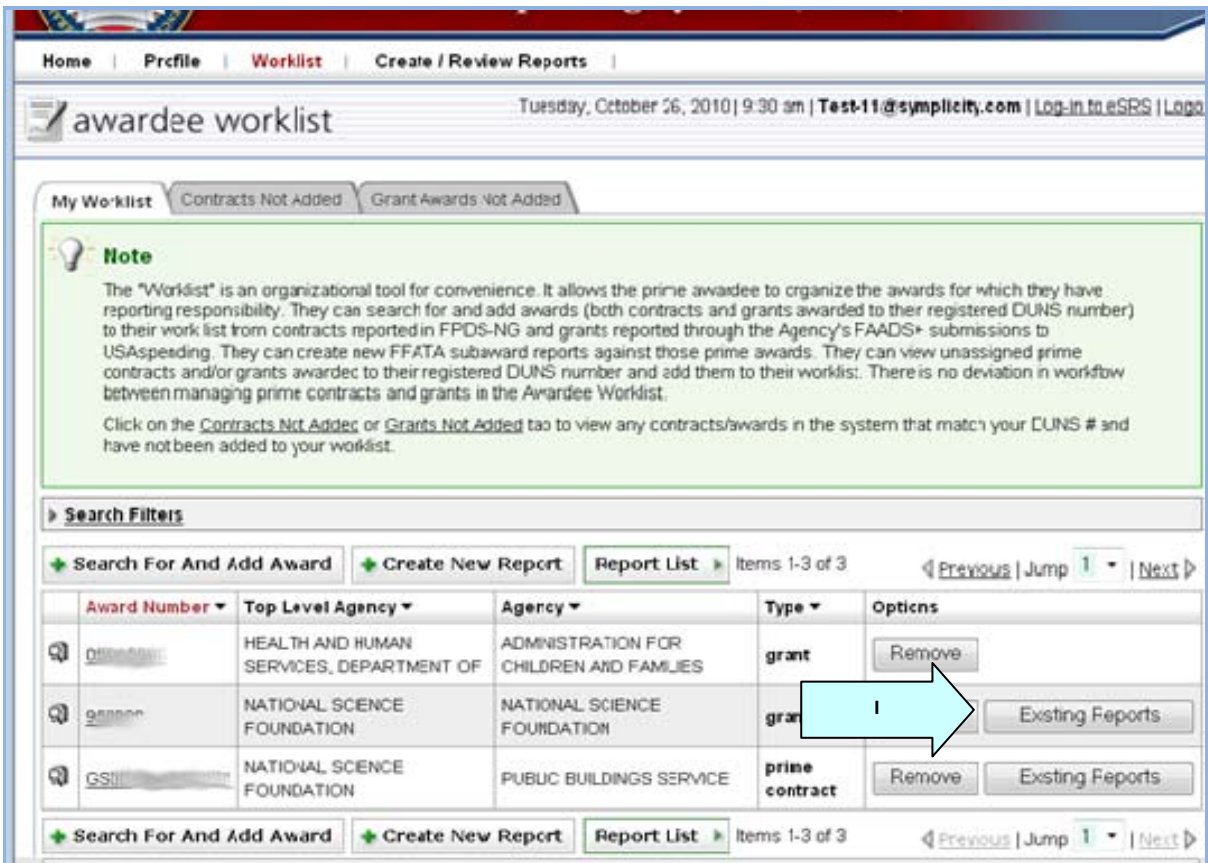 Home | Profile | Worklist | Create / Review Reports |
awardee worklist
Tuesday, October 26, 2010 | 9:30 am | Test-11@symplicity.com | Log-in to eSRS | Logo
My Worklist Contracts Not Added Grant Awards Not Added
Note
The "Worklist" is an organizational tool for convenience. It allows the prime awardee to organize the awards for which they have
reporting responsibility. They can search for and add awards (both contracts and grants awarded to their registered DUNS number)
to their work list from contracts reported in FPDS-NG and grants reported through the Agency's FAADS+ submissions to
USAspending. They can create new FFATA subaward reports against those prime awards. They can view unassigned prime
contracts and/or grants awarded to their registered DUNS number and add them to their worklist. There is no deviation in workflow
between managing prime contracts and grants in the Awardee Worklist.
Click on the Contracts Not Added or Grants Not Added tab to view any contracts/awards in the system that match your DUNS # and
have not been added to your worklist.
Search Filters
Search For And Add Award Create New Report Report List Items 1-3 of 3 Previous | Jump 1 | Next
Award Number Top Level Agency Agency Type Options
HEALTH AND HUMAN SERVICES, DEPARTMENT OF ADMINISTRATION FOR CHILDREN AND FAMILIES grant Remove
NATIONAL SCIENCE FOUNDATION NATIONAL SCIENCE FOUNDATION I Existing Reports
GS NATIONAL SCIENCE FOUNDATION PUBLIC BUILDINGS SERVICE prime contract Remove Existing Reports
Search For And Add Award Create New Report Report List Items 1-3 of 3 Previous | Jump 1 | Next